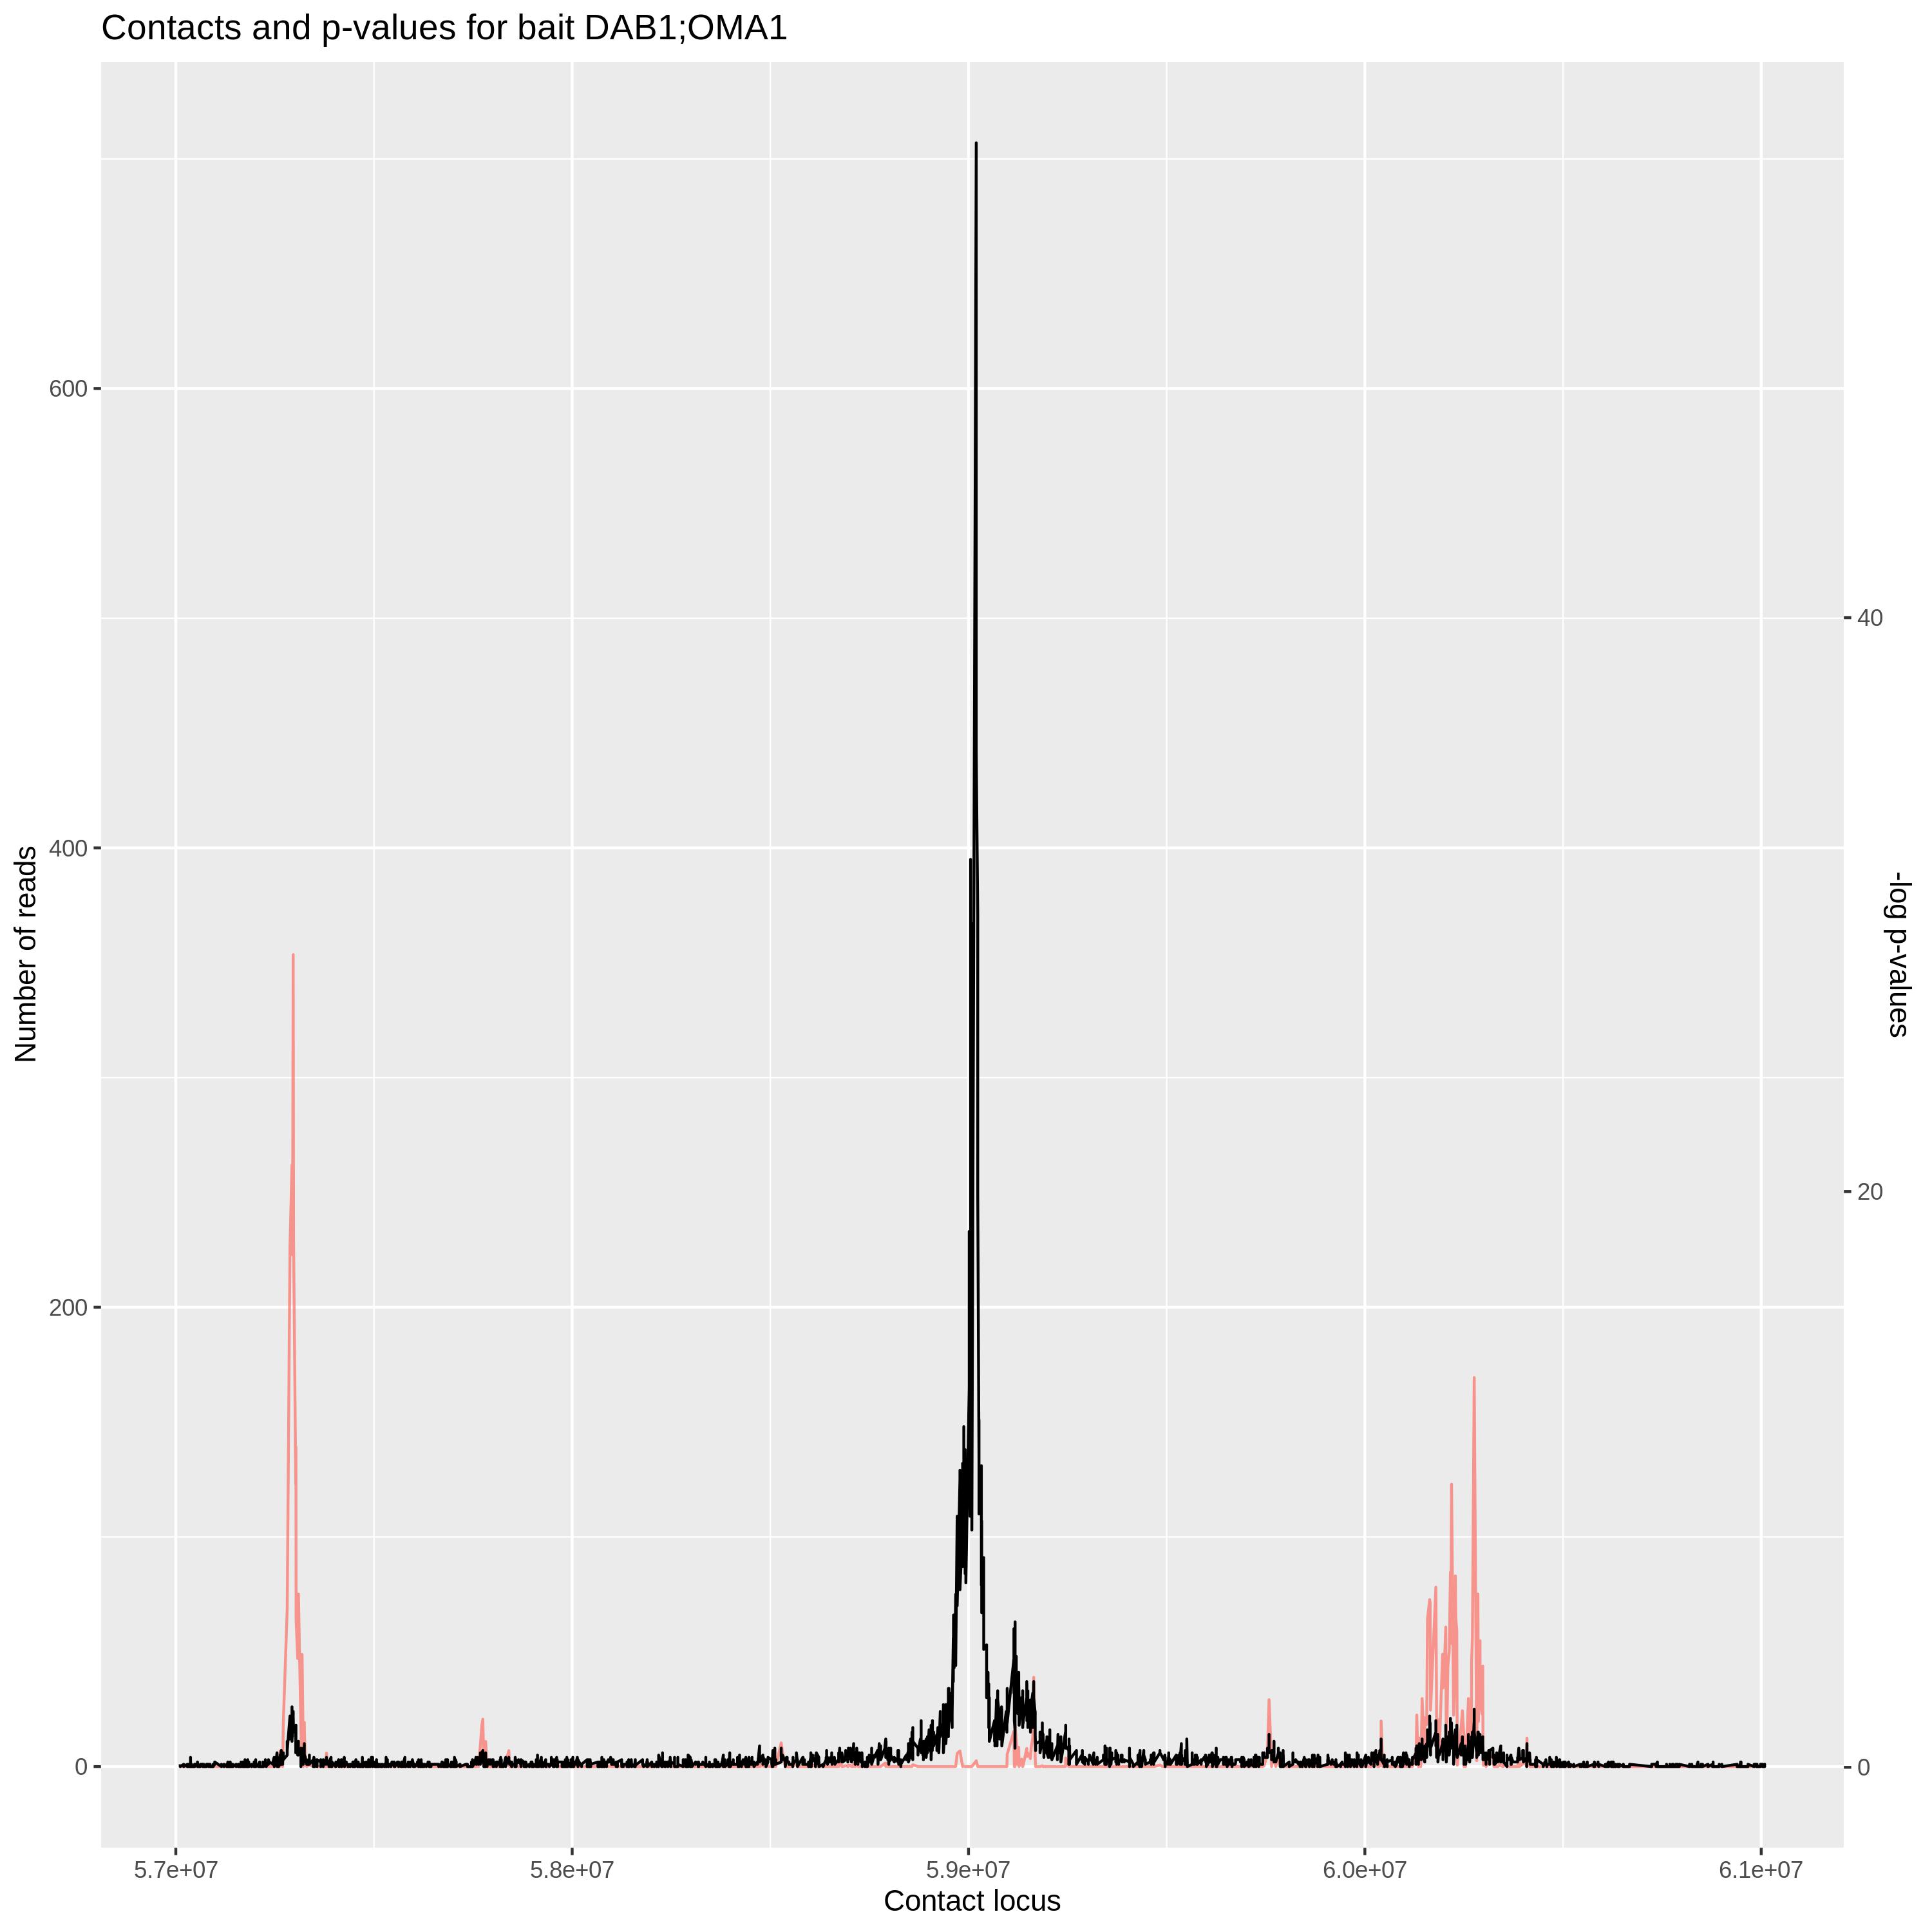 Contacts and p-values for bait DAB1;OMA1
Number of reads
600
400
200
0
40
20
0
-log p-values
5.7e+07
5.8e+07
5.9e+07
6.0e+07
6.1e+07
Contact locus